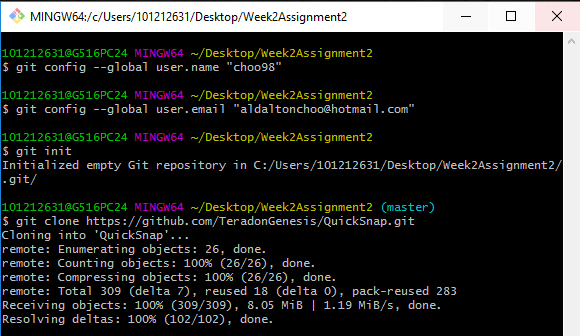 MINGW64:/c/Users/101212631/Desktop/Week2Assignment2
101212631@G516PC24 MINGW64 ~/Desktop/Week2Assignment2
$ git config --global user.name "choo98"
101212631@G516PC24 MINGW64 ~/Desktop/Week2Assignment2
$ git config --global user.email "aldaltonchoo@hotmail.com"
101212631@G516PC24 MINGW64 ~/Desktop/Week2Assignment2
$ git init
Initialized empty Git repository in C:/Users/101212631/Desktop/Week2Assignment2/
.git/
101212631@G516PC24 MINGW64 ~/Desktop/Week2Assignment2 (master)
$ git clone https://github.com/TeradonGenesis/QuickSnap.git
Cloning into 'QuickSnap'...
remote: Enumerating objects: 26, done.
remote: Counting objects: 100% (26/26), done.
remote: Compressing objects: 100% (26/26), done.
remote: Total 309 (delta 7), reused 18 (delta 0), pack-reused 283
Receiving objects: 100% (309/309), 8.05 MiB | 1.19 MiB/s, done.
Resolving deltas: 100% (102/102), done.